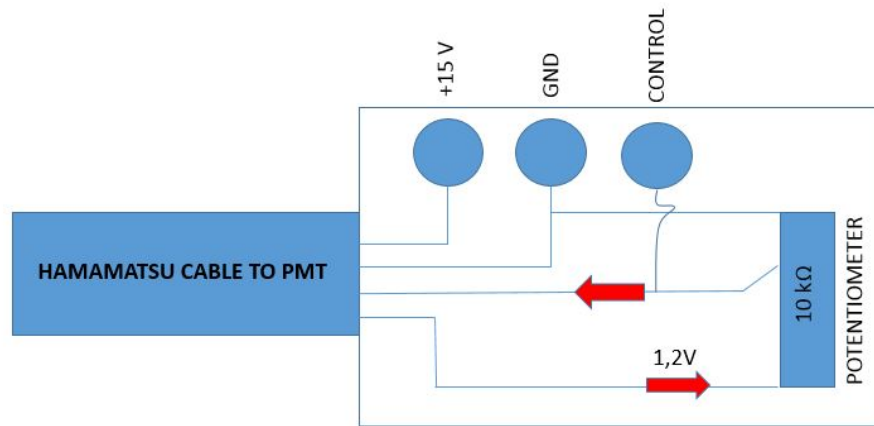 +15 V
GND
CONTROL
HAMAMATSU CABLE TO PMT
10 kΩ
POTENTIOMETER
1,2V